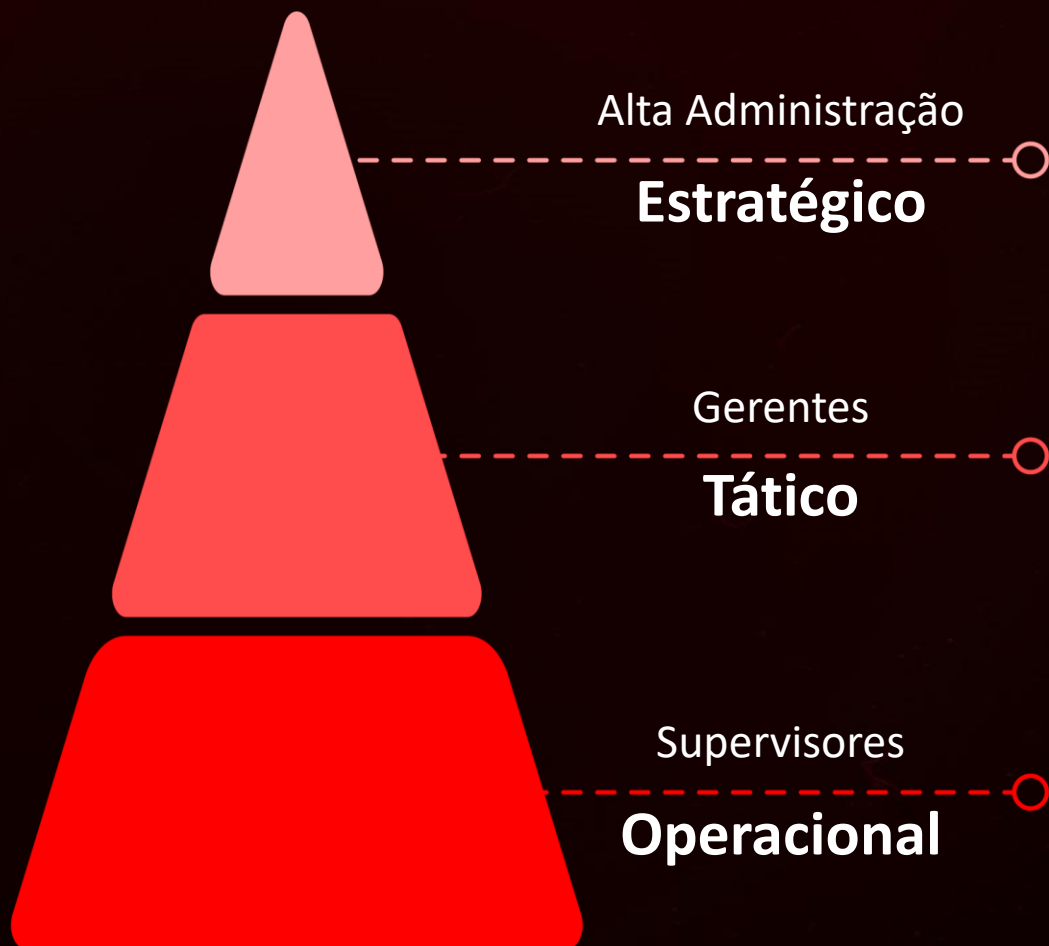 Alta Administração
Estratégico
Gerentes
Tático
Supervisores
Operacional